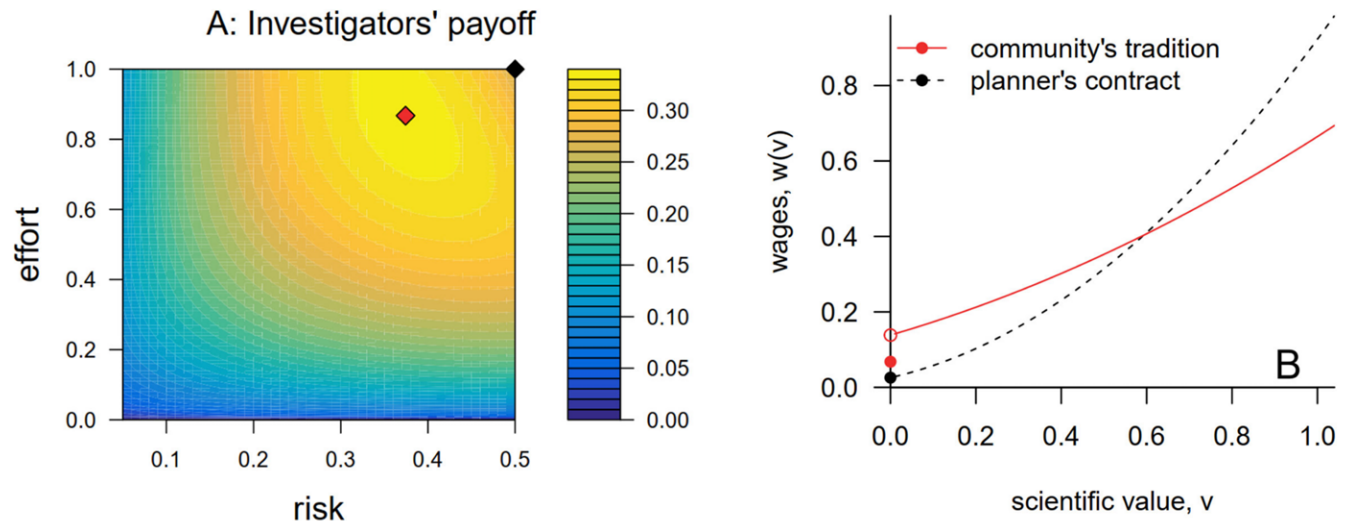 A: Investigators' payoff
effort
1.0
0.8
0.6
0.4
0.2
0.0
0.1 0.2 0.3 0.4 0.5
risk
0.30
0.25
0.20
0.15
0.10
0.05
0.00
community's tradition
planner's contract
wages, w(v)
0.8
0.6
0.4
0.2
0.0
B
0.0 0.2 0.4 0.6 0.8 1.0
scientific value, v